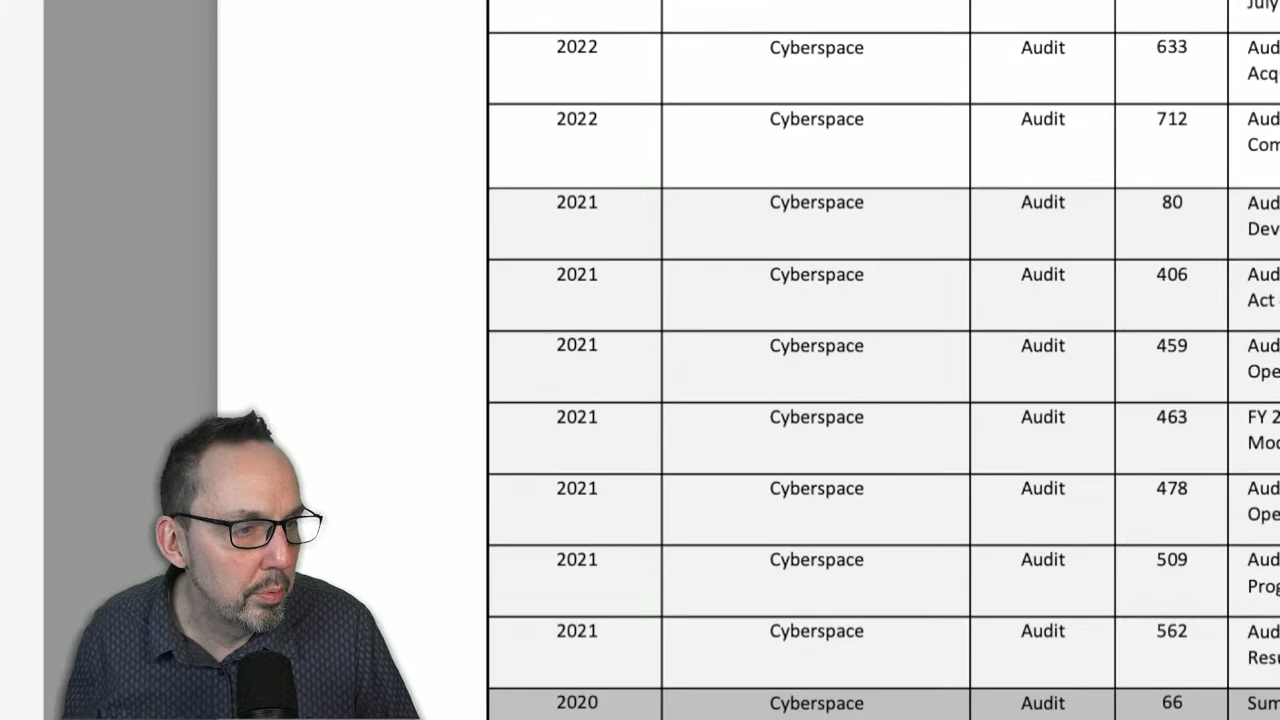 July
2022 Cyberspace Audit 633 Aud
Acq
2022 Cyberspace Audit 712 Aud
Com
2021 Cyberspace Audit 80 Aud
Dev
2021 Cyberspace Audit 406 Aud
Act
2021 Cyberspace Audit 459 Aud
Ope
2021 Cyberspace Audit 463 FY 2
Mod
2021 Cyberspace Audit 478 Aud
Ope
2021 Cyberspace Audit 509 Aud
Prog
2021 Cyberspace Audit 562 Aud
Resu
2020 Cyberspace Audit 66 Sum